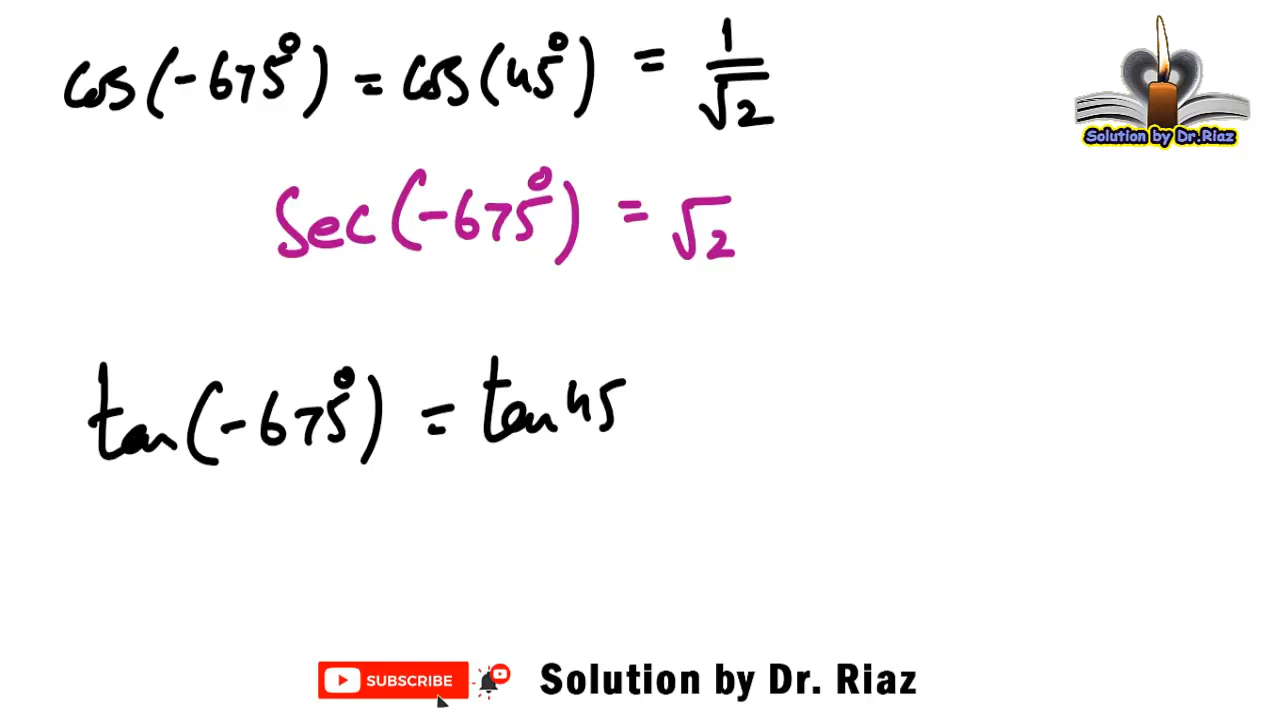 cos(-675°) = cos(45°) = 1/√2
Solution by Dr.Riaz
Sec(-675°) = √2
tan(-675°) = tan 45
SUBSCRIBE
Solution by Dr. Riaz